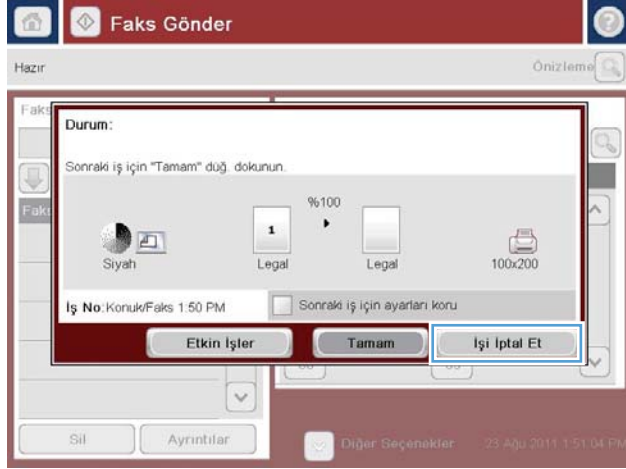 Faks Gönder
Hazır
Önizleme
Faks
Durum:
Sonraki iş için "Tamam" düğ. dokunun.
%100
1
Siyah
Legal
Legal
100x200
İş No:Konuk/Faks 1:50 PM
Sonraki iş için ayarları koru
Etkin İşler
Tamam
İşi İptal Et
Sil
Ayrıntılar
Diğer Seçenekler
23 Ağu 2011 1:51:04 PM